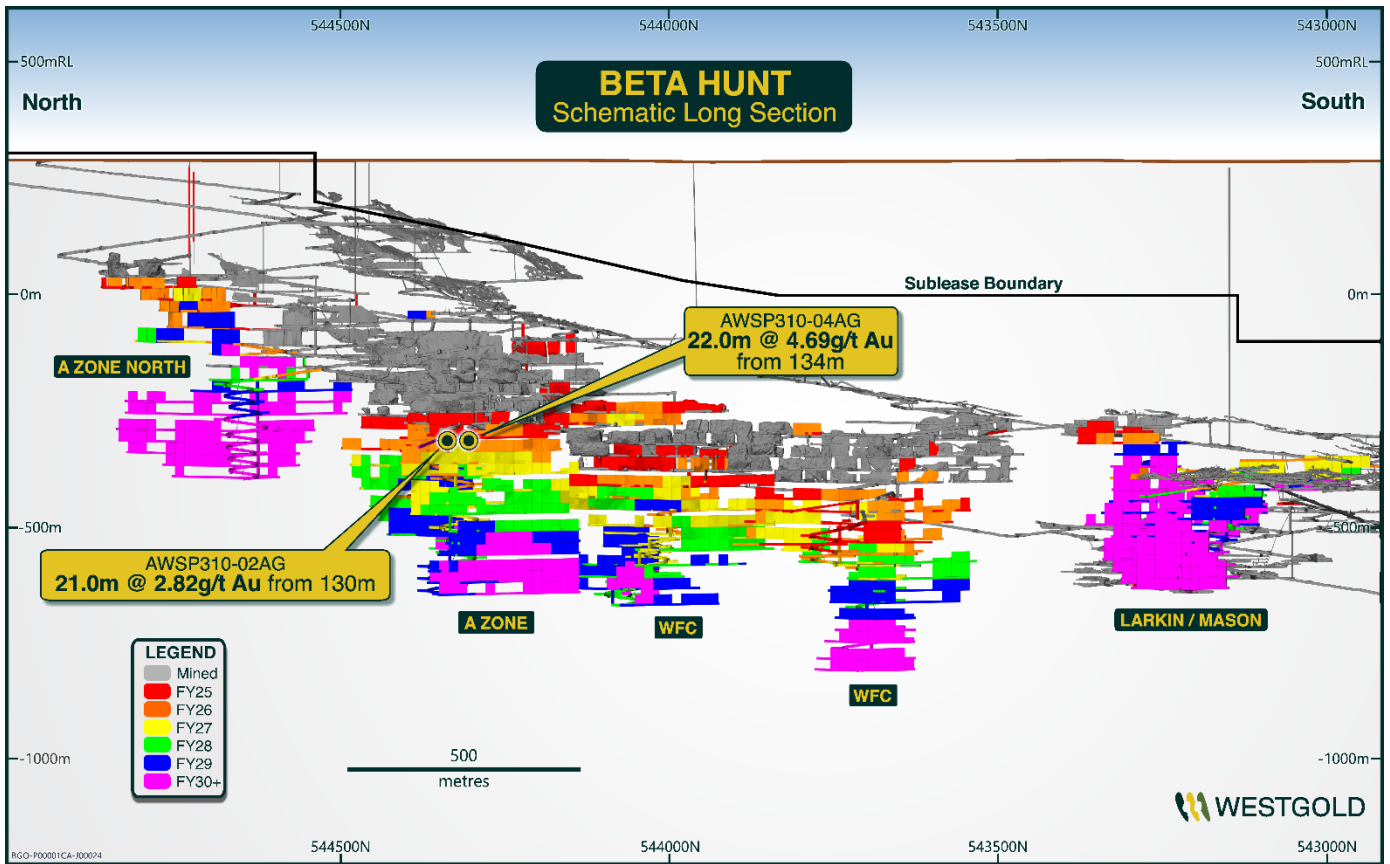 544500N
544000N
543500N
543000N
500mRL
500mRL
North
BETA HUNT
Schematic Long Section
South
Sublease Boundary
0m
0m
AWSP310-04AG
22.0m @ 4.69g/t Au
from 134m
A ZONE NORTH
-500m
-500m
AWSP310-02AG
21.0m @ 2.82g/t Au from 130m
A ZONE
WFC
LARKIN / MASON
WFC
LEGEND
Mined
FY25
FY26
FY27
FY28
FY29
FY30+
500
metres
-1000m
-1000m
WESTGOLD
544500N
544000N
543500N
543000N
BGO-P00001CA-J00024